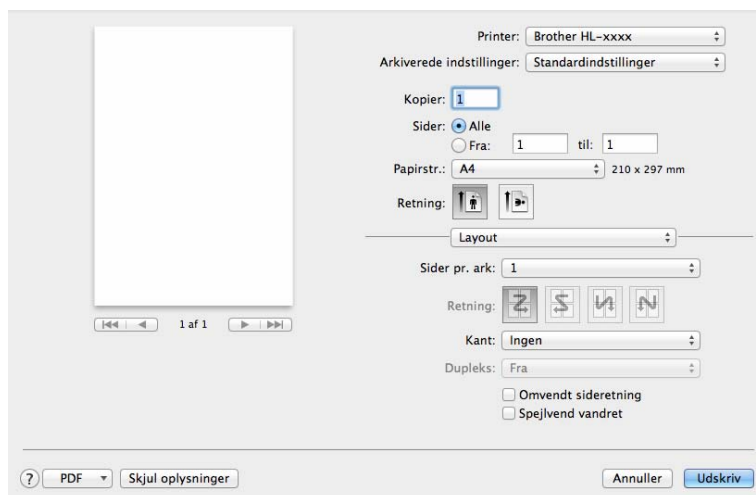 Printer: Brother HL-xxxx
Arkiverede indstillinger: Standardindstillinger
Kopier: 1
Sider: Alle
Fra: 1 til: 1
Papirstr.: A4 210 x 297 mm
Retning:
Layout
Sider pr. ark: 1
Retning:
Kant: Ingen
Dupleks: Fra
Omvendt sideretning
Spejlvend vandret
1 af 1
? PDF Skjul oplysninger Annuller Udskriv